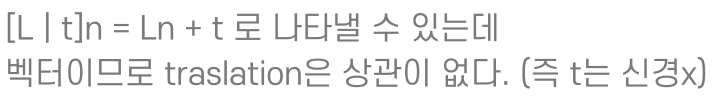 [L | t]n = Ln + t 로 나타낼 수 있는데
벡터이므로 traslation은 상관이 없다. (즉 t는 신경x)